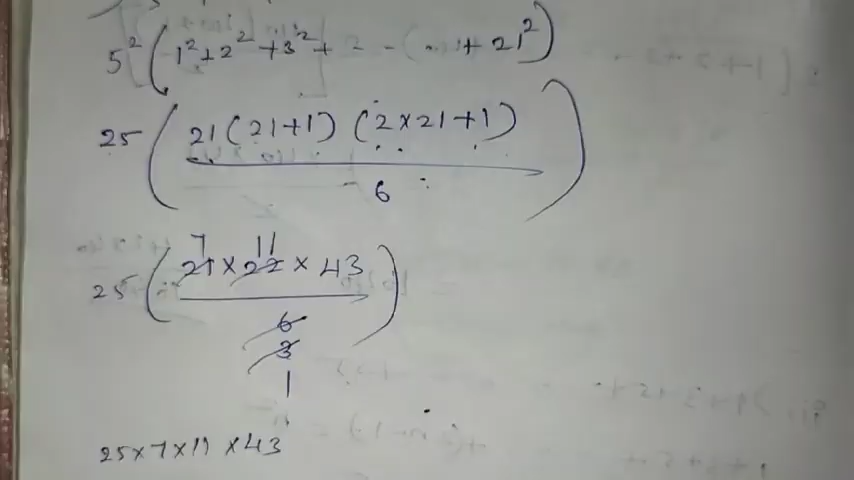 5² (1² + 2² + 3² + - - ( - . . + 21²)
25 ( 21 (21+1) (2×21+1) )
6
7 11
25 ( 21 × 22 × 43 )
6
3
1
25×7×11 ×43